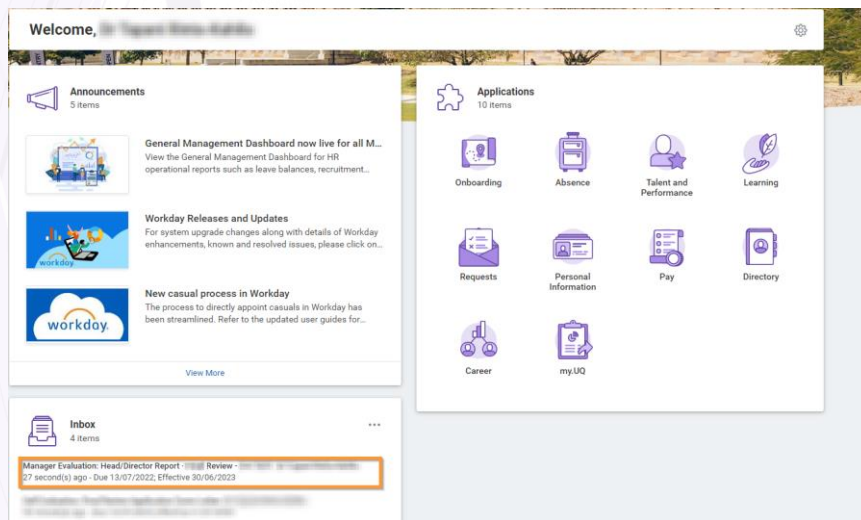 Welcome,
Announcements
5 items
General Management Dashboard now live for all M...
View the General Management Dashboard for HR
operational reports such as leave balances, recruitment...
Workday Releases and Updates
For system upgrade changes along with details of Workday
enhancements, known and resolved issues, please click on...
workday
New casual process in Workday
The process to directly appoint casuals in Workday has
been streamlined. Refer to the updated user guides for...
workday.
View More
Applications
10 items
Onboarding
Absence
Talent and
Performance
Learning
Requests
Personal
Information
Pay
Directory
Career
my.UQ
Inbox
4 items
Manager Evaluation: Head/Director Report - Review -
27 second(s) ago - Due 13/07/2022; Effective 30/06/2023